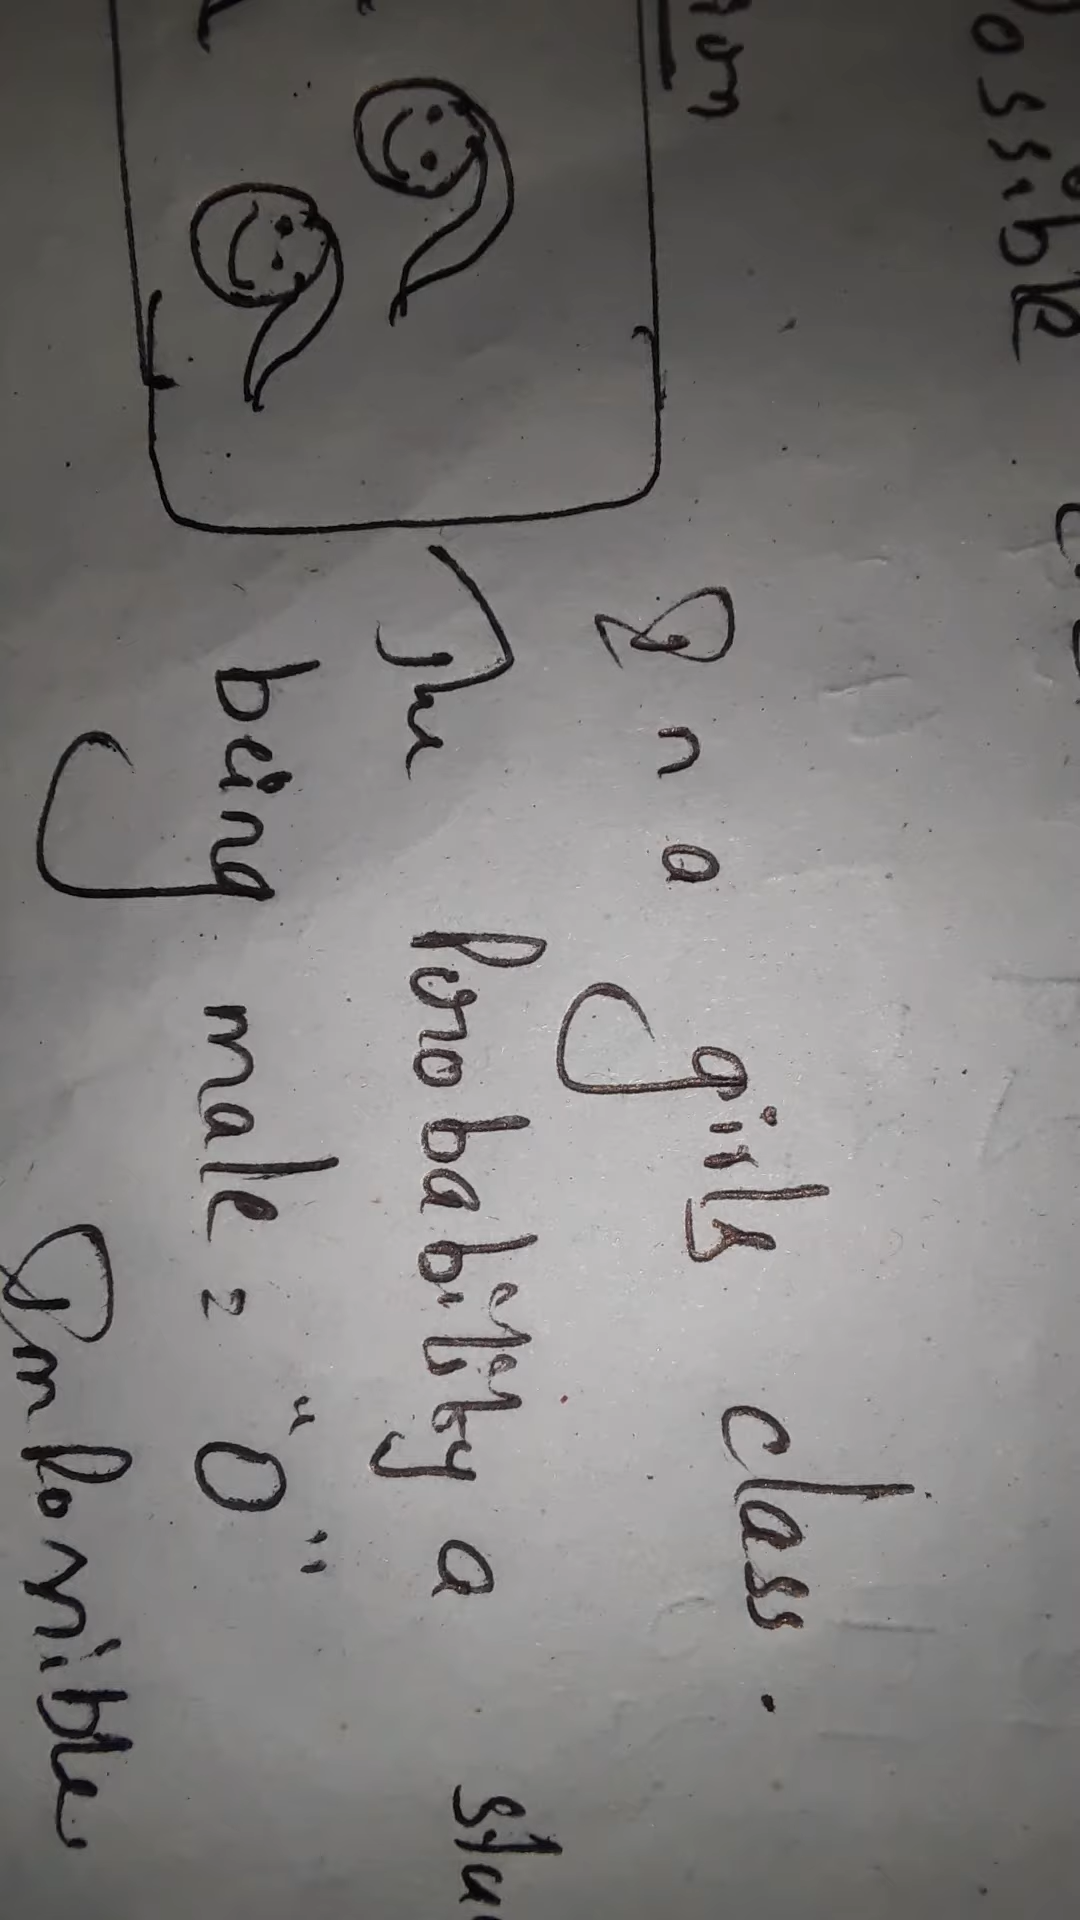 Possible
In a girls class.
The Probability a stu
being male = "0"
Impossible